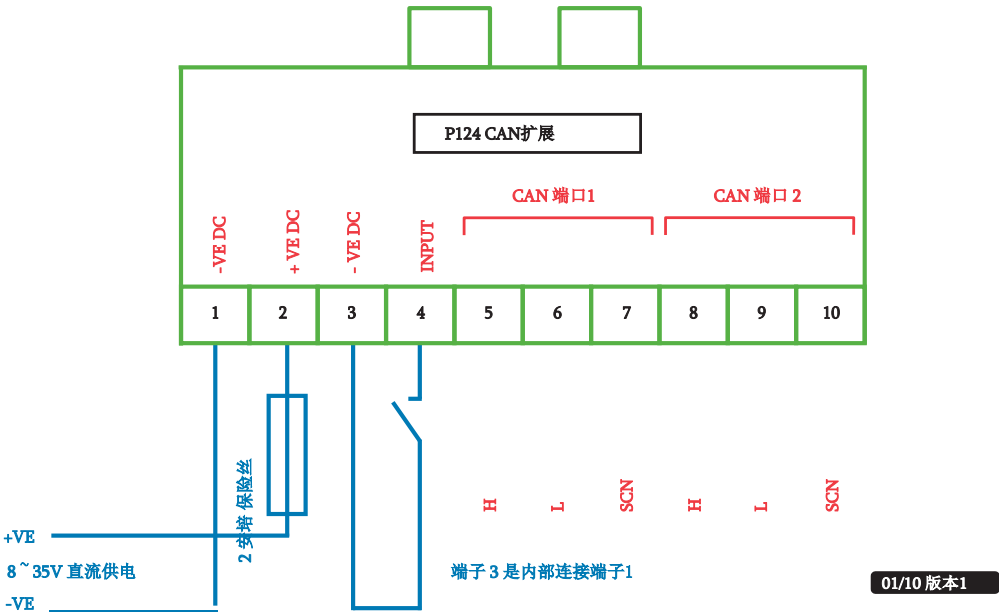 P124 CAN扩展
CAN 端口1
CAN 端口 2
-VE DC
+ VE DC
- VE DC
INPUT
1 2 3 4 5 6 7 8 9 10
2 安培 保险丝
H L SCN H L SCN
+VE
8 ~ 35V 直流供电
端子 3 是内部连接端子1
-VE
01/10 版本1